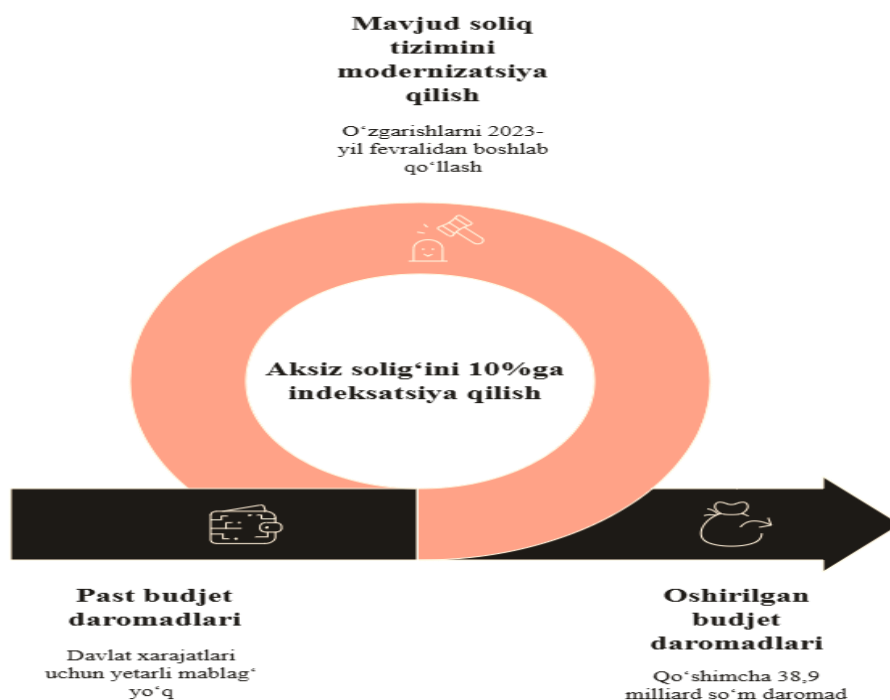 Mavjud soliq
tizimini
modernizatsiya
qilish
O‘zgarishlarni 2023-
yil fevralidan boshlab
qo‘llash
Aksiz solig‘ini 10%ga
indeksatsiya qilish
Past budjet
daromadlari
Davlat xarajatlari
uchun yetarli mablag‘
yo‘q
Oshirilgan
budjet
daromadlari
Qo‘shimcha 38,9
milliard so‘m daromad